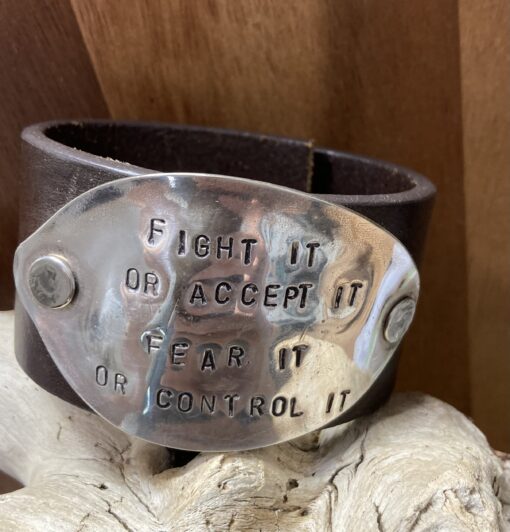 FIGHT IT
OR ACCEPT IT
FEAR IT
OR CONTROL IT